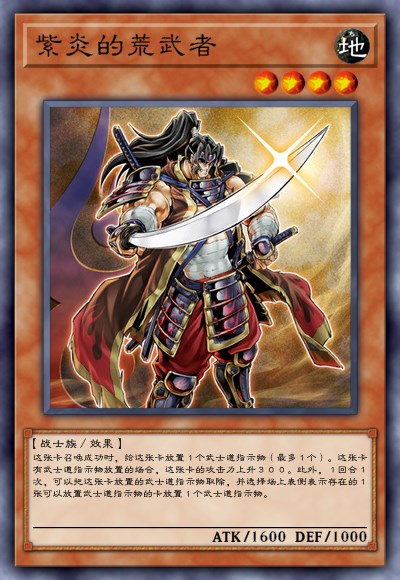 紫炎的荒武者
地
【战士族／效果】
这张卡召唤成功时，给这张卡放置1个武士道指示物（最多1个）。这张卡
有武士道指示物放置的场合，这张卡的攻击力上升３００。此外，1回合1
次，可以把这张卡放置的武士道指示物取除，并选择场上表侧表示存在的1
张可以放置武士道指示物的卡放置1个武士道指示物。
ATK/1600 DEF/1000